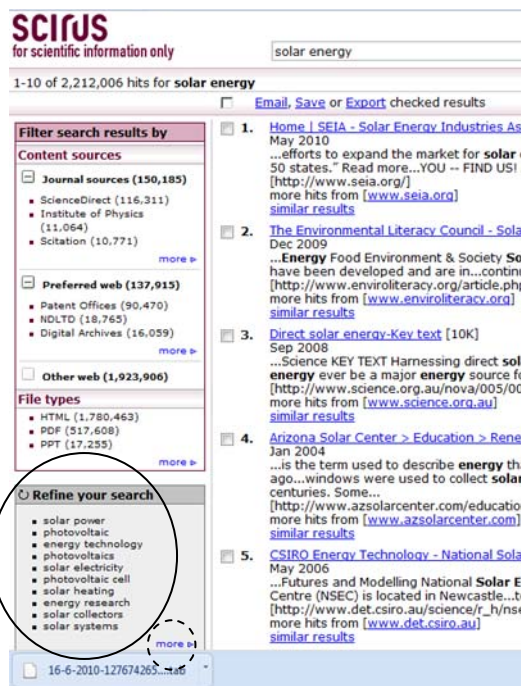 SCIRUS
for scientific information only
solar energy
1-10 of 2,212,006 hits for solar energy
Email, Save or Export checked results
Filter search results by
Content sources
Journal sources (150,185)
ScienceDirect (116,311)
Institute of Physics
(11,064)
Scitation (10,771)
more
Preferred web (137,915)
Patent Offices (90,470)
NDLTD (18,765)
Digital Archives (16,059)
more
Other web (1,923,906)
File types
HTML (1,780,463)
PDF (517,608)
PPT (17,255)
more
Refine your search
solar power
photovoltaic
energy technology
photovoltaics
solar electricity
photovoltaic cell
solar heating
energy research
solar collectors
solar systems
more
1. Home | SEIA - Solar Energy Industries As
May 2010
...efforts to expand the market for solar
50 states." Read more...YOU -- FIND US!
[http://www.seia.org/]
more hits from [www.seia.org]
similar results
2. The Environmental Literacy Council - Sola
Dec 2009
...Energy Food Environment & Society So
have been developed and are in...contin
[http://www.enviroliteracy.org/article.php
more hits from [www.enviroliteracy.org]
similar results
3. Direct solar energy-Key text [10K]
Sep 2008
...Science KEY TEXT Harnessing direct sol
energy ever be a major energy source fo
[http://www.science.org.au/nova/005/00
more hits from [www.science.org.au]
similar results
4. Arizona Solar Center > Education > Rene
Jan 2004
...is the term used to describe energy tha
ago...windows were used to collect solar
centuries. Some...
[http://www.azsolarcenter.com/educatio
more hits from [www.azsolarcenter.com]
similar results
5. CSIRO Energy Technology - National Sola
May 2006
...Futures and Modelling National Solar E
Centre (NSEC) is located in Newcastle...t
[http://www.det.csiro.au/science/r_h/nse
more hits from [www.det.csiro.au]
similar results
16-6-2010-127674265....tab